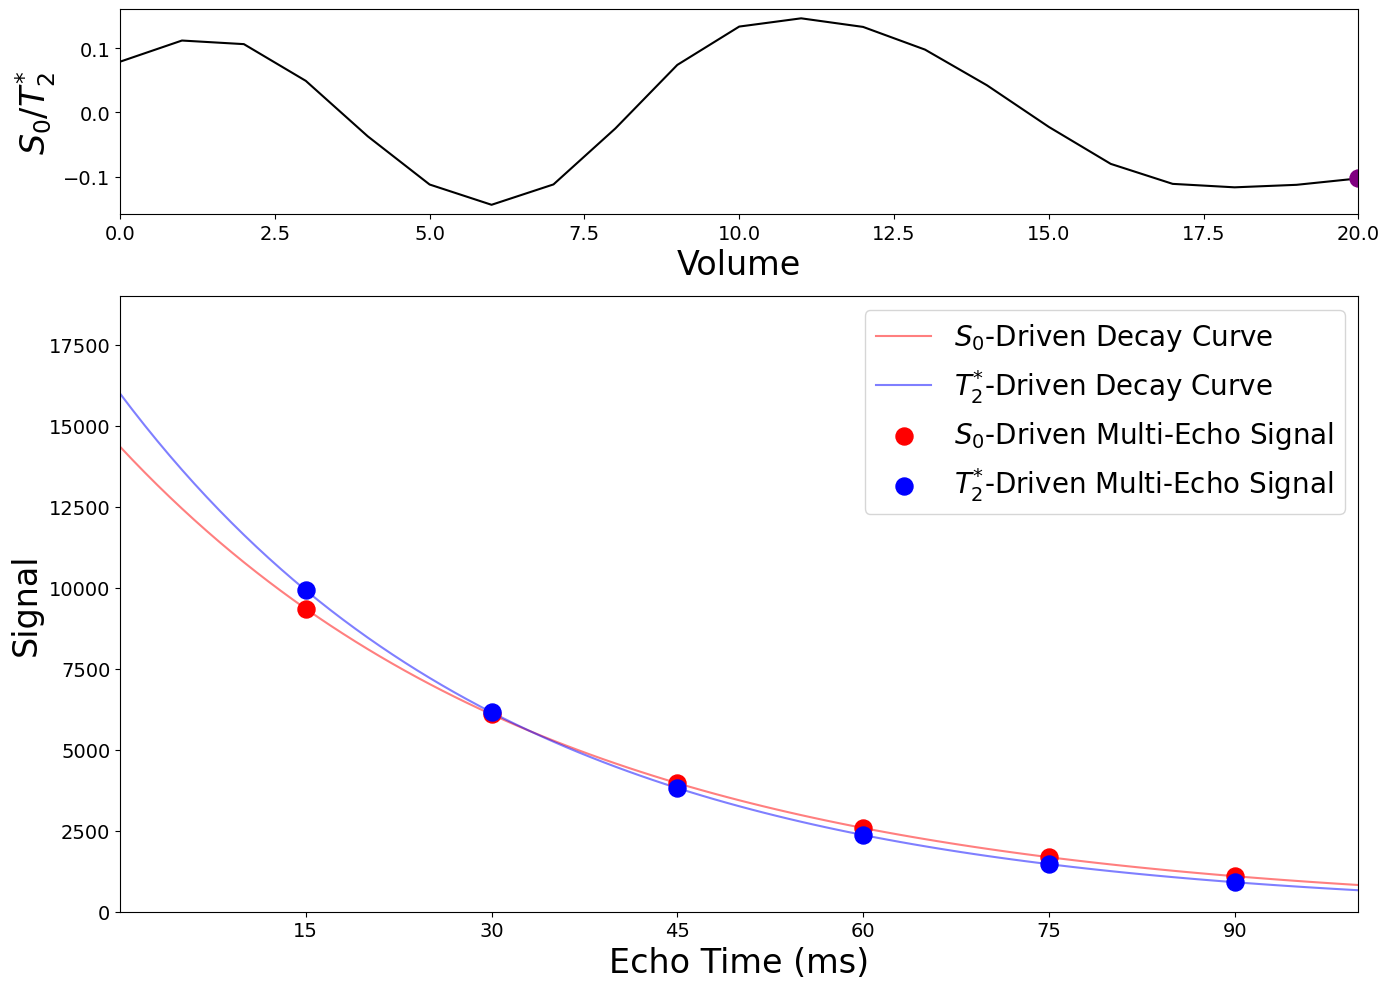 S₀/T₂*
0.1
0.0
−0.1
0.0 2.5 5.0 7.5 10.0 12.5 15.0 17.5 20.0
Volume
S₀-Driven Decay Curve
T₂*-Driven Decay Curve
S₀-Driven Multi-Echo Signal
T₂*-Driven Multi-Echo Signal
Signal
17500
15000
12500
10000
7500
5000
2500
0
15 30 45 60 75 90
Echo Time (ms)